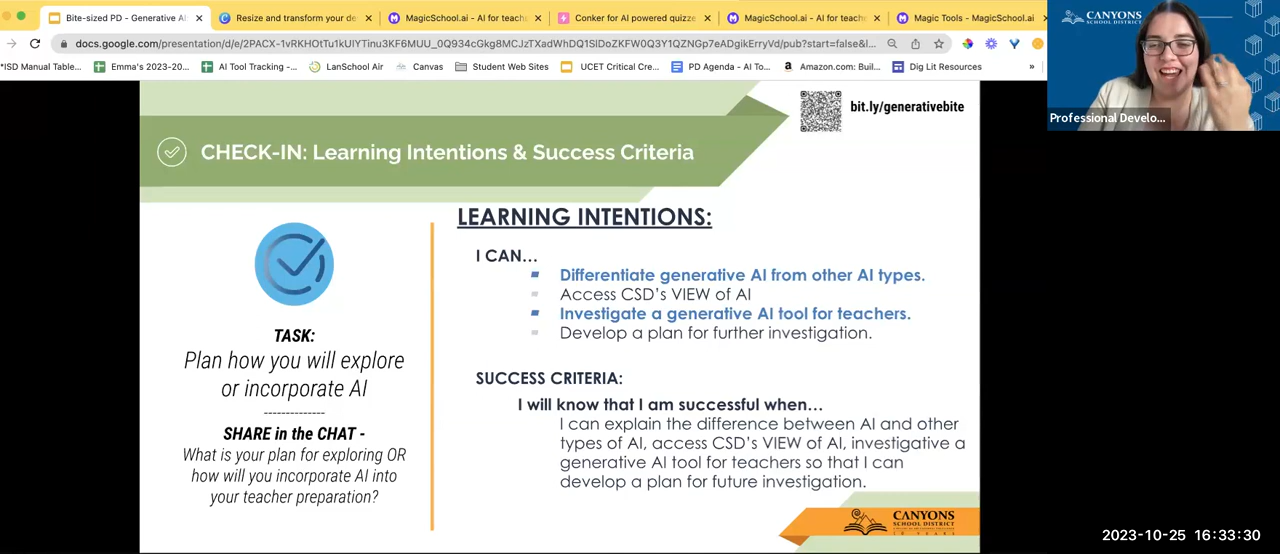 Bite-sized PD - Generative AI
Resize and transform your de
MagicSchool.ai - AI for teach
Conker for AI powered quizze
MagicSchool.ai - AI for teach
Magic Tools - MagicSchool.ai
docs.google.com/presentation/d/e/2PACX-1vRKHOtTu1kUIYTinu3KF6MUU_0Q934cGkg8MCJzTXadWhDQ1SlDoZKFW0Q3Y1QZNGp7eADgikErryVd/pub?start=false&l...
*ISD Manual Table...
Emma's 2023-20...
AI Tool Tracking -...
LanSchool Air
Canvas
Student Web Sites
UCET Critical Cre...
PD Agenda - AI To...
Amazon.com: Buil...
Dig Lit Resources
»
CANYONS
SCHOOL DISTRICT
Professional Develo...
bit.ly/generativebite
CHECK-IN: Learning Intentions & Success Criteria
TASK:
Plan how you will explore
or incorporate AI
--------------
SHARE in the CHAT -
What is your plan for exploring OR
how will you incorporate AI into
your teacher preparation?
LEARNING INTENTIONS:
I CAN...
Differentiate generative AI from other AI types.
Access CSD's VIEW of AI
Investigate a generative AI tool for teachers.
Develop a plan for further investigation.
SUCCESS CRITERIA:
I will know that I am successful when...
I can explain the difference between AI and other
types of AI, access CSD's VIEW of AI, investigative a
generative AI tool for teachers so that I can
develop a plan for future investigation.
CANYONS
SCHOOL DISTRICT
2023-10-25 16:33:30